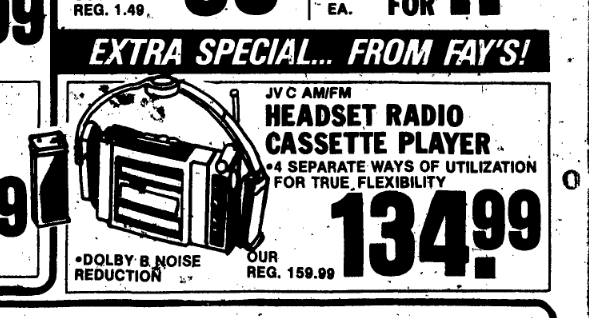 REG. 1.49
EA.
FOR
EXTRA SPECIAL... FROM FAY'S!
JVC AM/FM
HEADSET RADIO
CASSETTE PLAYER
•4 SEPARATE WAYS OF UTILIZATION
FOR TRUE FLEXIBILITY
134.99
•DOLBY B NOISE
REDUCTION
OUR
REG. 159.99